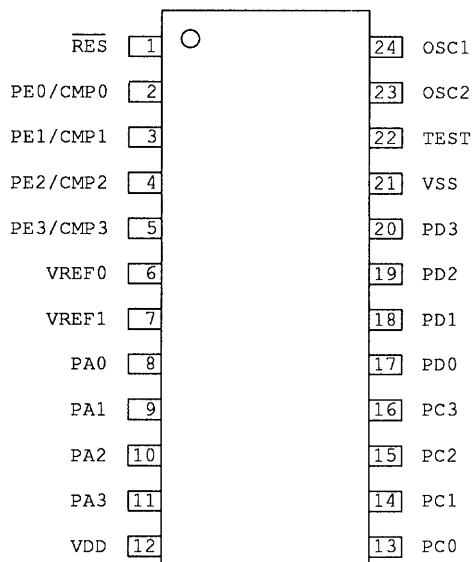 RES 1 24 OSC1
PE0/CMP0 2 23 OSC2
PE1/CMP1 3 22 TEST
PE2/CMP2 4 21 VSS
PE3/CMP3 5 20 PD3
VREF0 6 19 PD2
VREF1 7 18 PD1
PA0 8 17 PD0
PA1 9 16 PC3
PA2 10 15 PC2
PA3 11 14 PC1
VDD 12 13 PC0